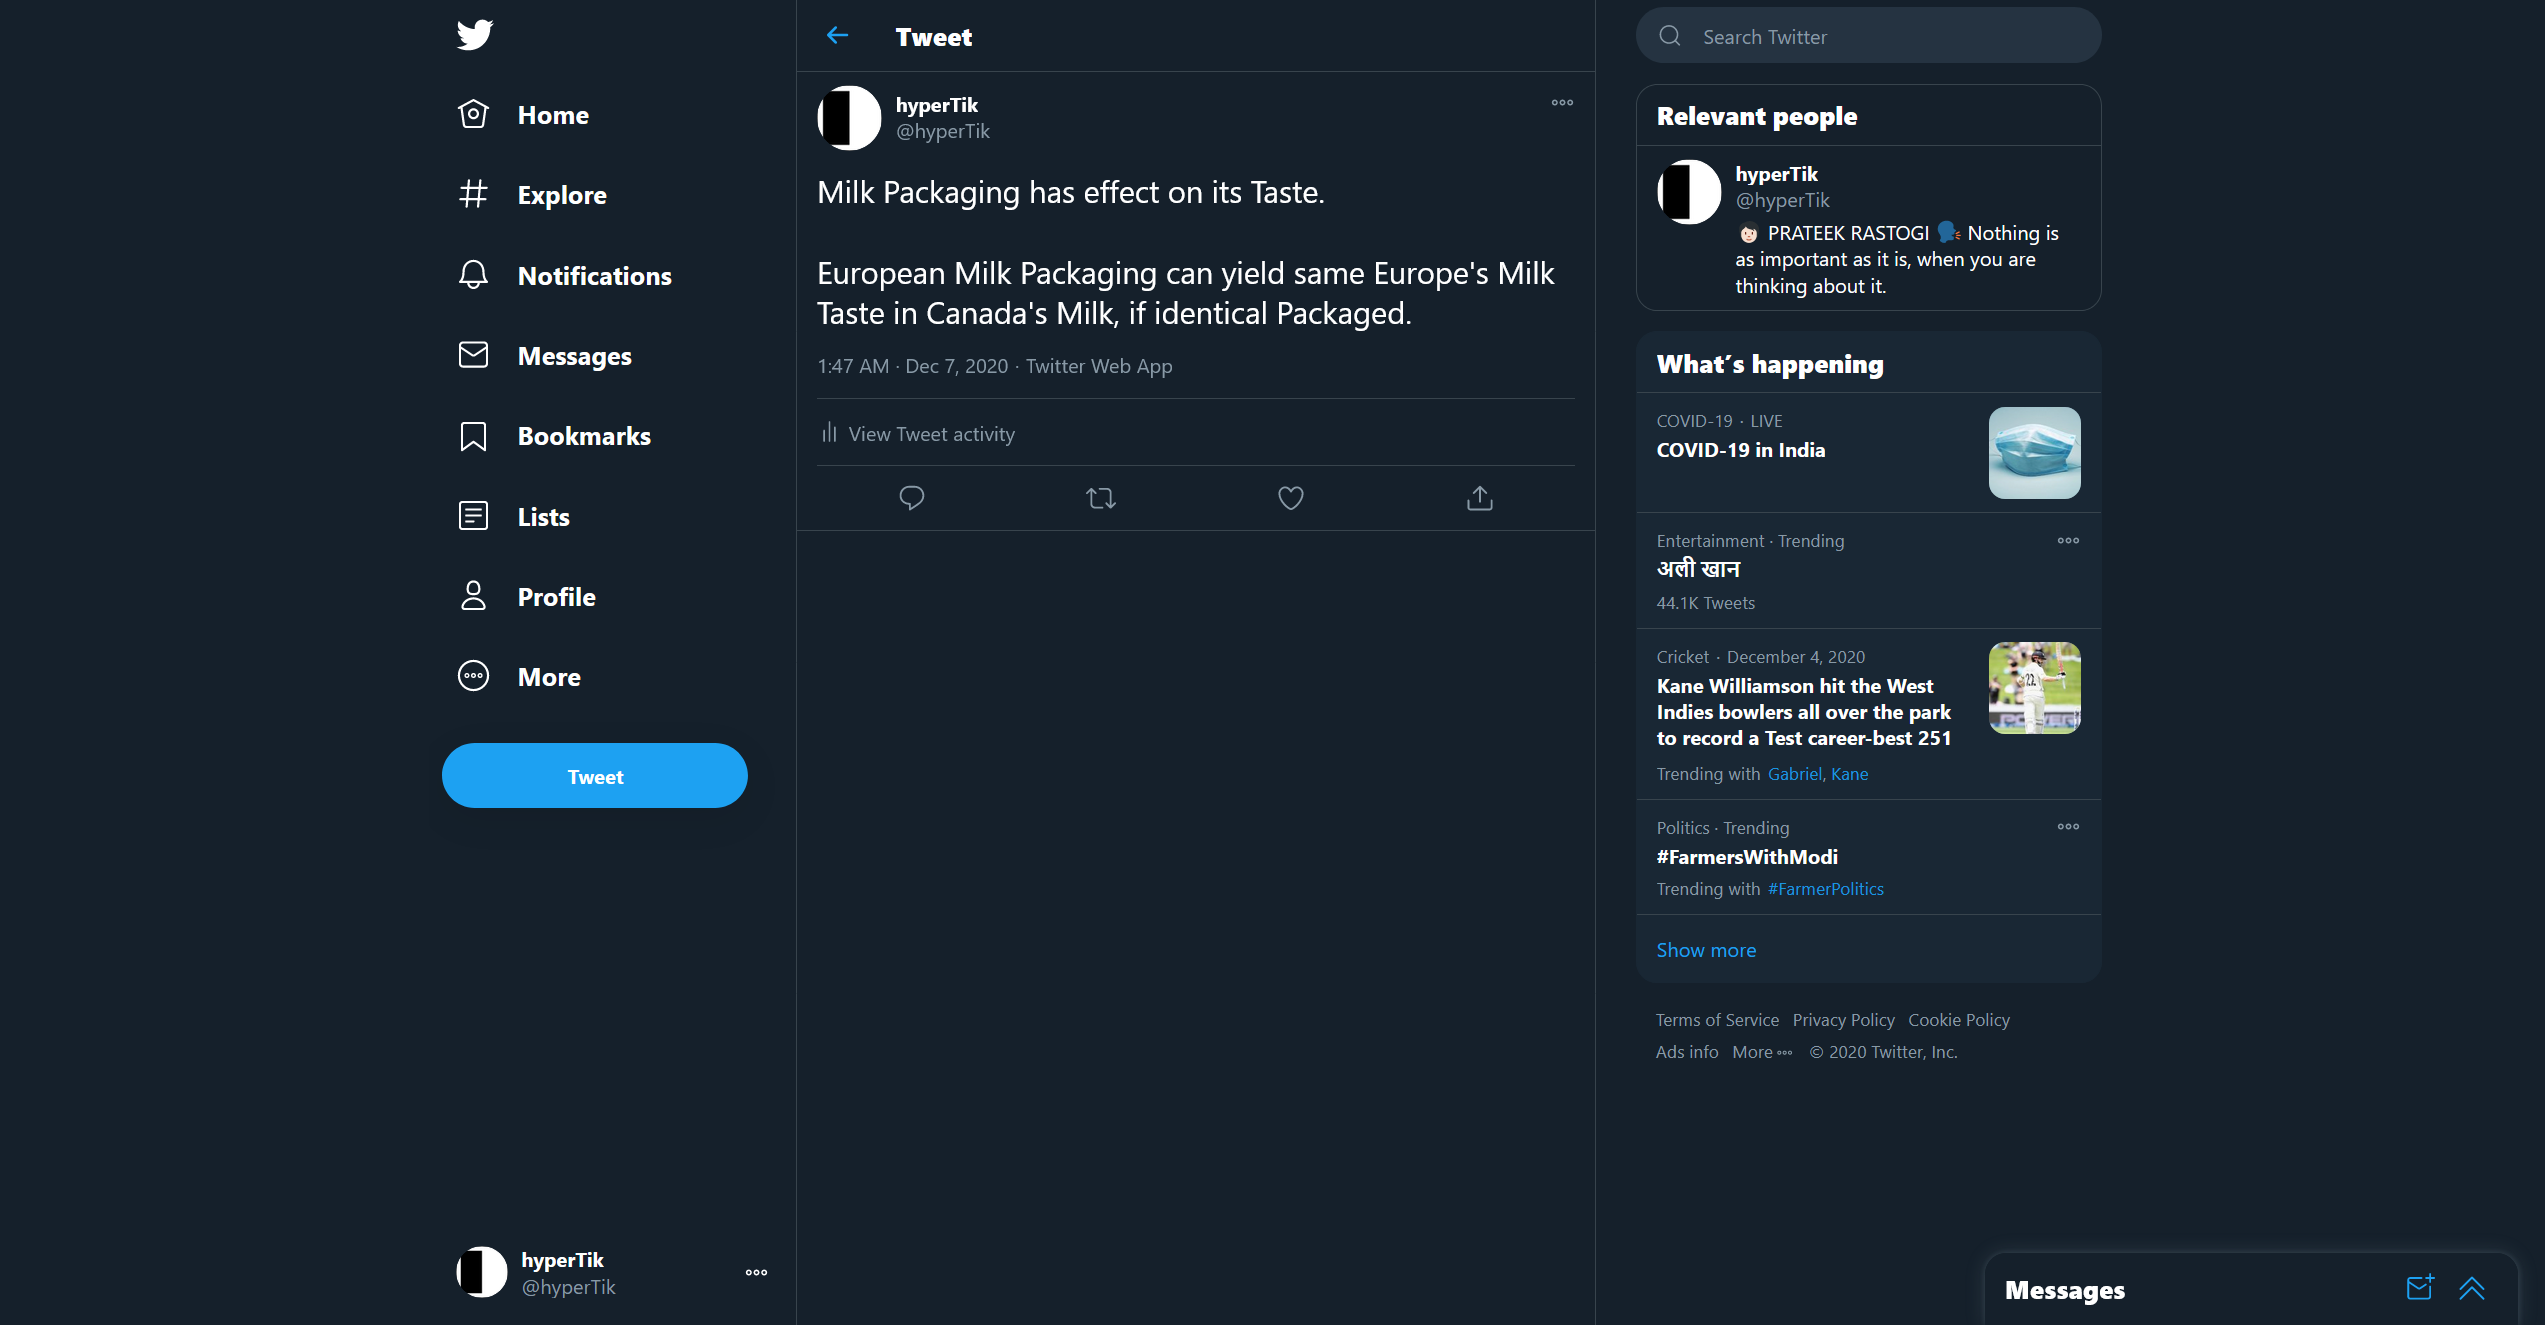 Home
Explore
Notifications
Messages
Bookmarks
Lists
Profile
More
Tweet
hyperTik
@hyperTik
Tweet
hyperTik
@hyperTik
Milk Packaging has effect on its Taste.
European Milk Packaging can yield same Europe's Milk
Taste in Canada's Milk, if identical Packaged.
1:47 AM · Dec 7, 2020 · Twitter Web App
View Tweet activity
Search Twitter
Relevant people
hyperTik
@hyperTik
PRATEEK RASTOGI Nothing is
as important as it is, when you are
thinking about it.
What's happening
COVID-19 · LIVE
COVID-19 in India
Entertainment · Trending
अली खान
44.1K Tweets
Cricket · December 4, 2020
Kane Williamson hit the West
Indies bowlers all over the park
to record a Test career-best 251
Trending with Gabriel, Kane
Politics · Trending
#FarmersWithModi
Trending with #FarmerPolitics
Show more
Terms of Service Privacy Policy Cookie Policy
Ads info More © 2020 Twitter, Inc.
Messages